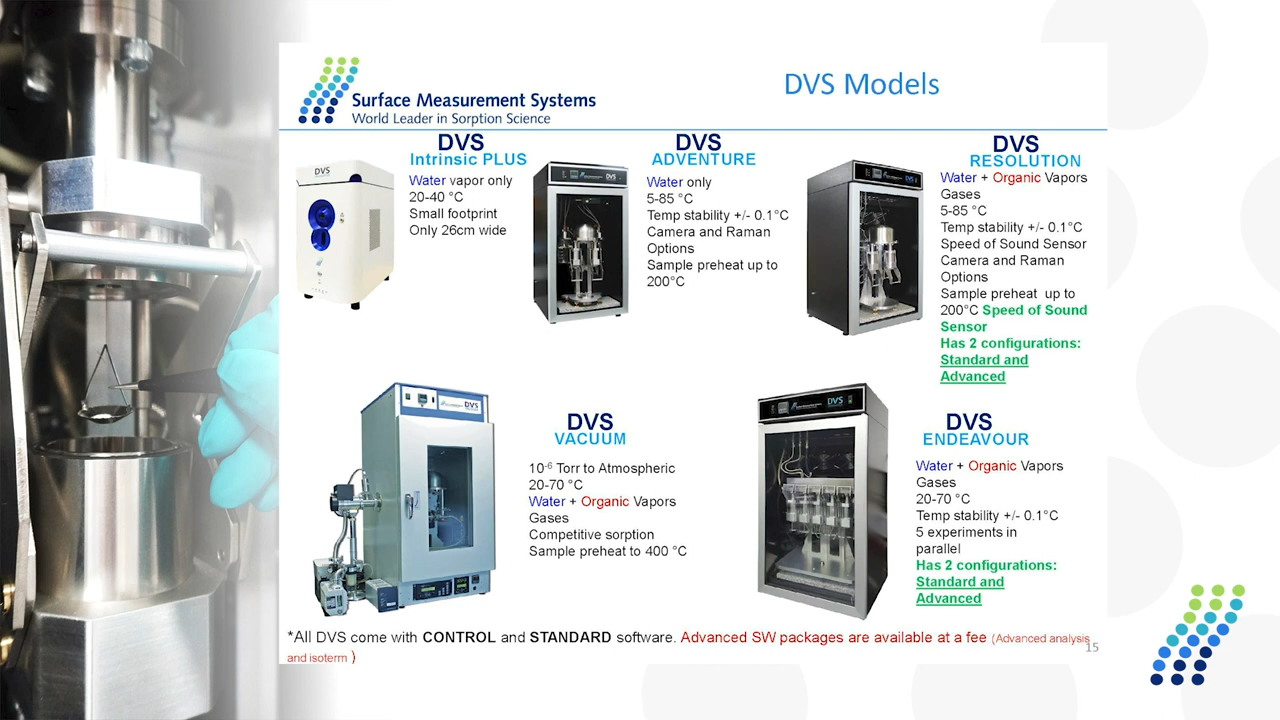 Surface Measurement Systems
World Leader in Sorption Science
DVS Models
DVS
Intrinsic PLUS
Water vapor only
20-40 °C
Small footprint
Only 26cm wide
DVS
DVS
ADVENTURE
Water only
5-85 °C
Temp stability +/- 0.1°C
Camera and Raman
Options
Sample preheat up to
200°C
DVS
DVS
RESOLUTION
Water + Organic Vapors
Gases
5-85 °C
Temp stability +/- 0.1°C
Speed of Sound Sensor
Camera and Raman
Options
Sample preheat up to
200°C Speed of Sound
Sensor
Has 2 configurations:
Standard and
Advanced
DVS
DVS
VACUUM
10-6 Torr to Atmospheric
20-70 °C
Water + Organic Vapors
Gases
Competitive sorption
Sample preheat to 400 °C
DVS
DVS
ENDEAVOUR
Water + Organic Vapors
Gases
20-70 °C
Temp stability +/- 0.1°C
5 experiments in
parallel
Has 2 configurations:
Standard and
Advanced
DVS
*All DVS come with CONTROL and STANDARD software. Advanced SW packages are available at a fee (Advanced analysis
and isoterm )
15